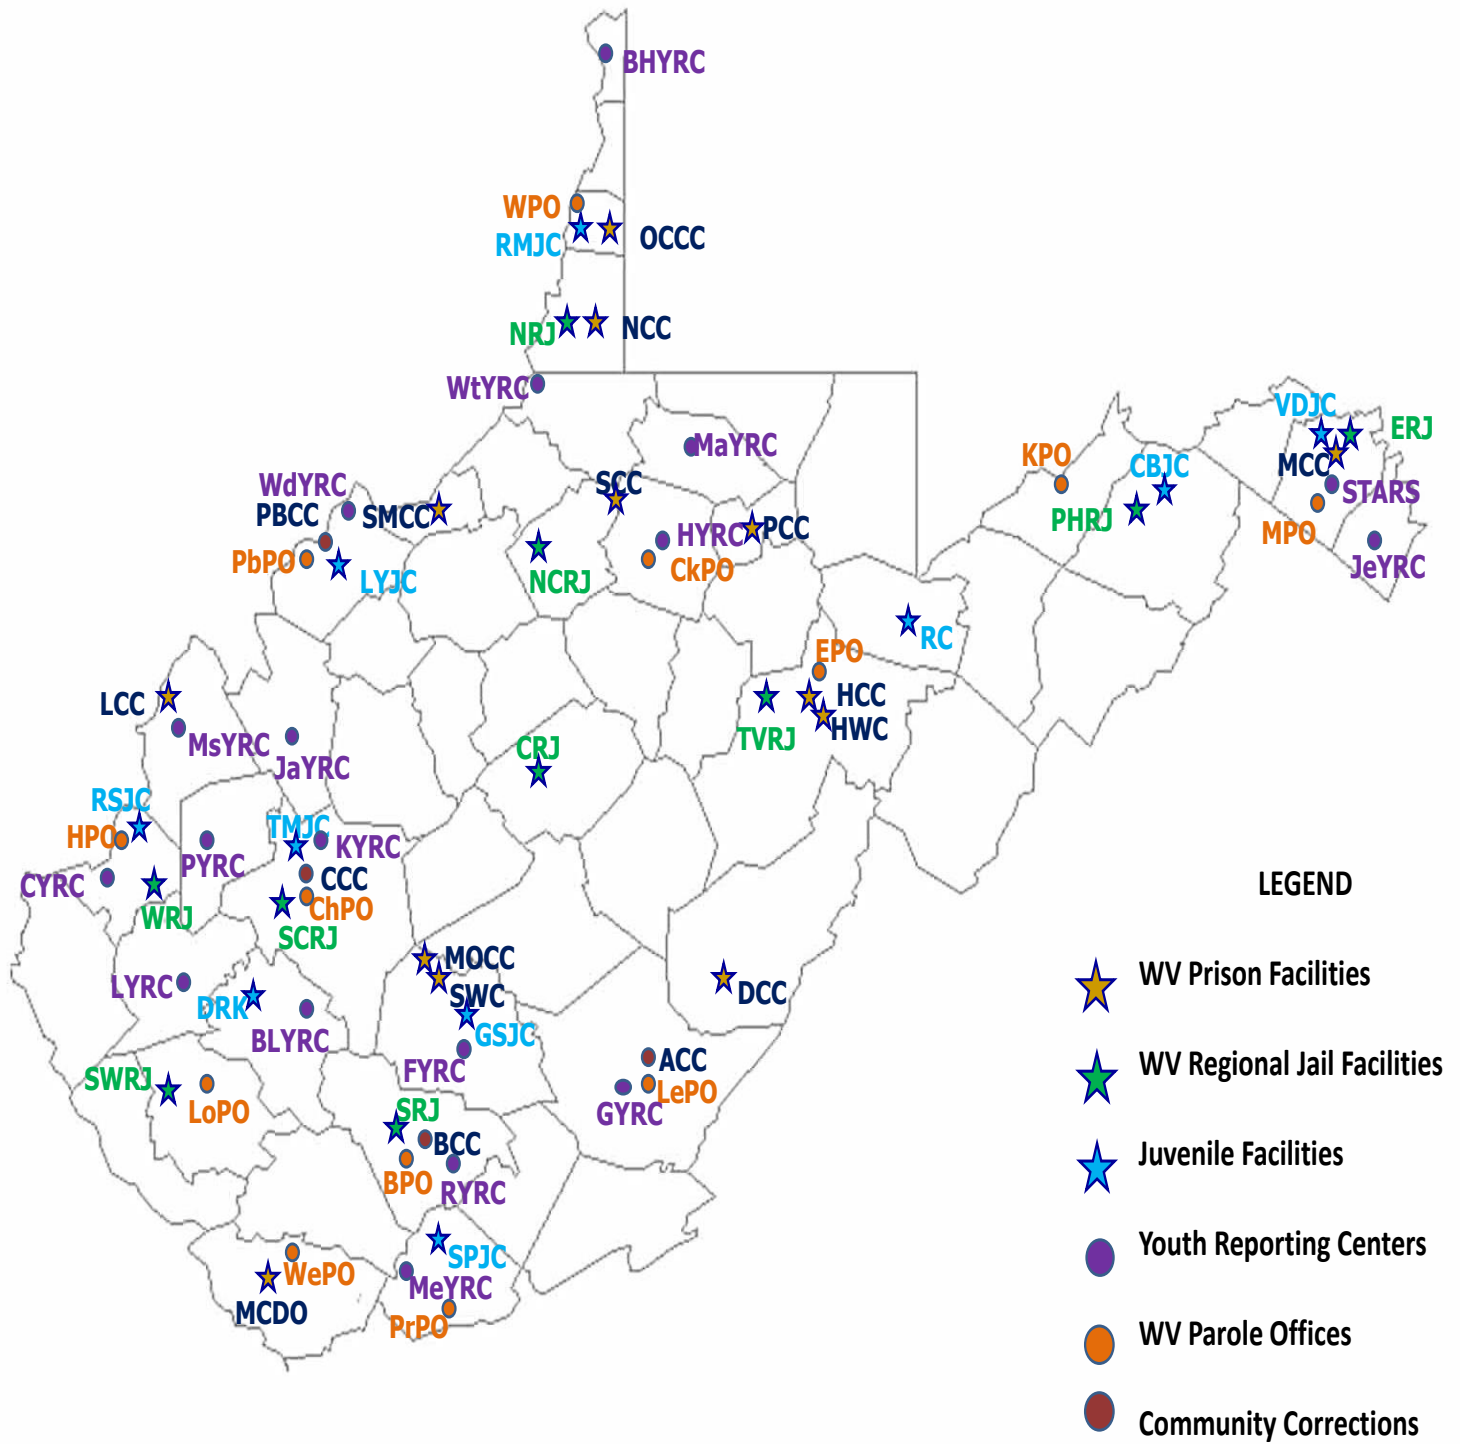 BHYRC
WPO
RMJC
OCCC
NRJ
NCC
WtYRC
MaYRC
VDJC
ERJ
KPO
CBJC
MCC
STARS
WdYRC
SCC
PBCC
SMCC
HYRC
PCC
PHRJ
MPO
PbPO
LYJC
NCRJ
CkPO
JeYRC
RC
EPO
LCC
HCC
HWC
MsYRC
JaYRC
CRJ
TVRJ
RSJC
TMJC
HPO
KYRC
PYRC
CYRC
CCC
ChPO
WRJ
SCRJ
LEGEND
MOCC
WV Prison Facilities
LYRC
DRK
SWC
DCC
GSJC
BLYRC
FYRC
ACC
WV Regional Jail Facilities
SWRJ
LePO
LoPO
GYRC
SRJ
BCC
Juvenile Facilities
BPO
RYRC
SPJC
Youth Reporting Centers
WePO
MeYRC
MCDO
PrPO
WV Parole Offices
Community Corrections